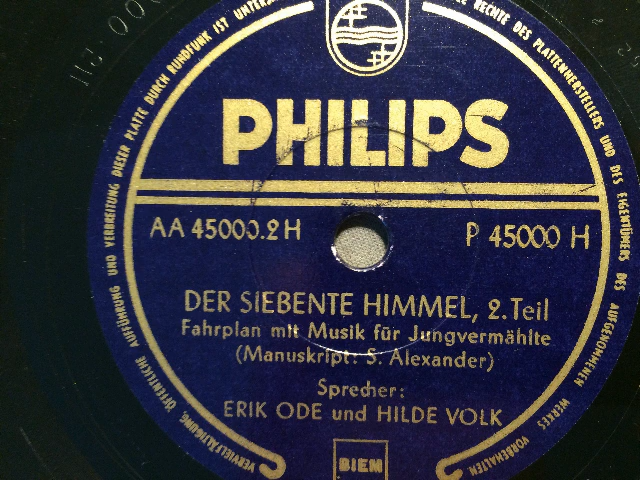 PHILIPS
AA 45000.2H
P 45000 H
DER SIEBENTE HIMMEL, 2. Teil
Fahrplan mit Musik für Jungvermählte
(Manuskript: S. Alexander)
Sprecher:
ERIK ODE und HILDE VOLK
BIEM
VERVIELFÄLTIGUNG, ÖFFENTLICHE AUFFÜHRUNG UND VERBREITUNG DIESER PLATTE DURCH RUNDFUNK IST UNTERS
RECHTE DES PLATTENHERSTELLERS UND DES EIGENTÜMERS DES AUFGENOMMENEN WERKES VORBEHALTEN